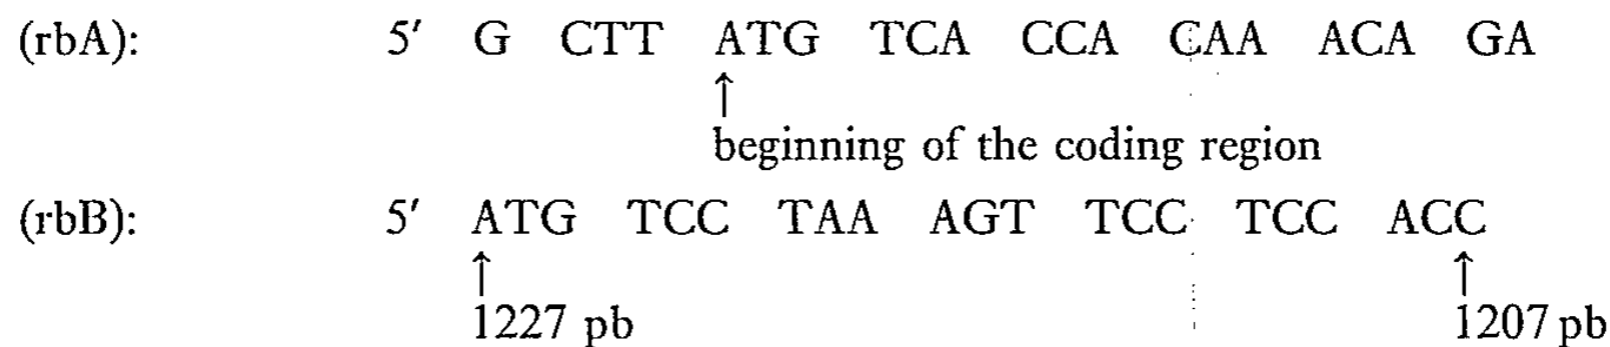 (rbA): 5′ G CTT ATG TCA CCA CAA ACA GA
↑
beginning of the coding region
(rbB): 5′ ATG TCC TAA AGT TCC TCC ACC
↑ ↑
1227 pb 1207 pb